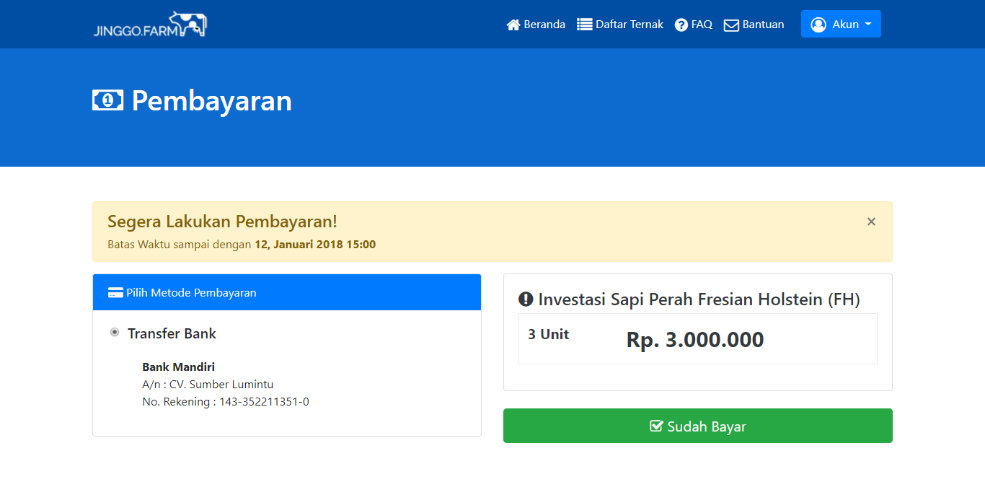 JINGGO.FARM
Beranda Daftar Ternak FAQ Bantuan Akun
Pembayaran
Segera Lakukan Pembayaran!
×
Batas Waktu sampai dengan 12, Januari 2018 15:00
Pilih Metode Pembayaran
Transfer Bank
Bank Mandiri
A/n : CV. Sumber Lumintu
No. Rekening : 143-352211351-0
Investasi Sapi Perah Fresian Holstein (FH)
3 Unit Rp. 3.000.000
Sudah Bayar